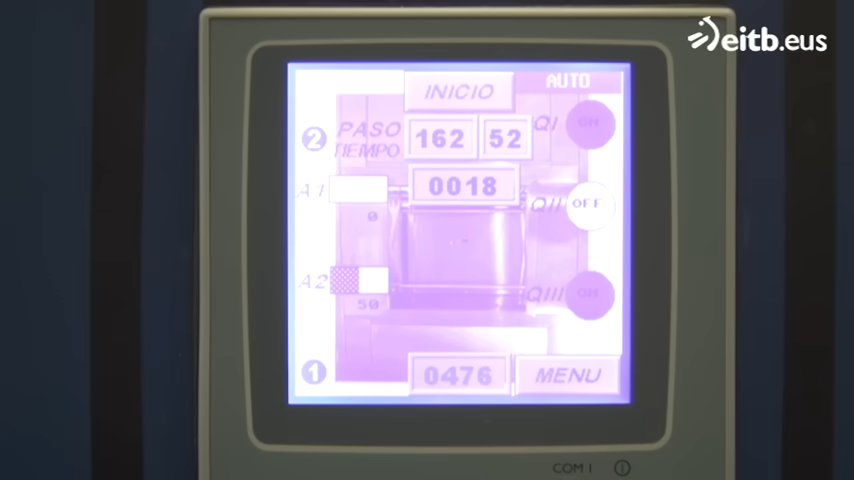 eitb.eus
INICIO
AUTO
2
PASO
162
52
QI
ON
TIEMPO
A1
0018
QII
OFF
0
A2
50
QIII
ON
1
0476
MENU
COM I